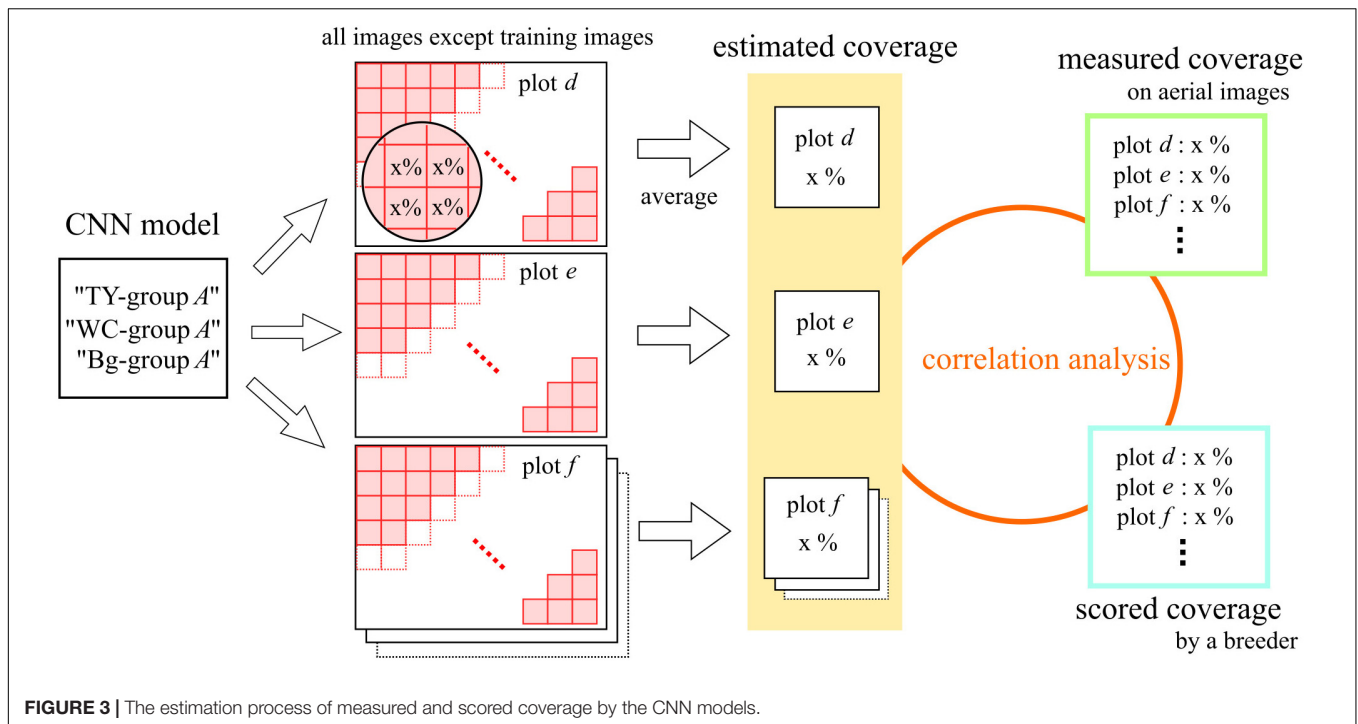 all images except training images
plot d
x% x%
x% x%
CNN model
"TY-group A"
"WC-group A"
"Bg-group A"
plot e
plot f
average
estimated coverage
plot d
x %
plot e
x %
plot f
x %
measured coverage
on aerial images
plot d : x %
plot e : x %
plot f : x %
⋮
correlation analysis
plot d : x %
plot e : x %
plot f : x %
⋮
scored coverage
by a breeder
FIGURE 3 | The estimation process of measured and scored coverage by the CNN models.